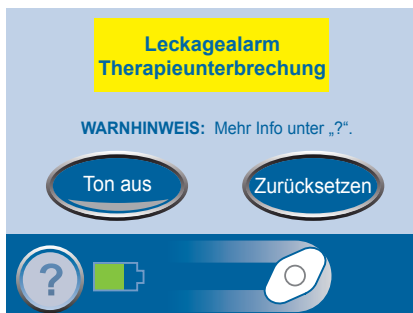 Leckagealarm
Therapieunterbrechung
WARNHINWEIS: Mehr Info unter „?“.
Ton aus
Zurücksetzen
?